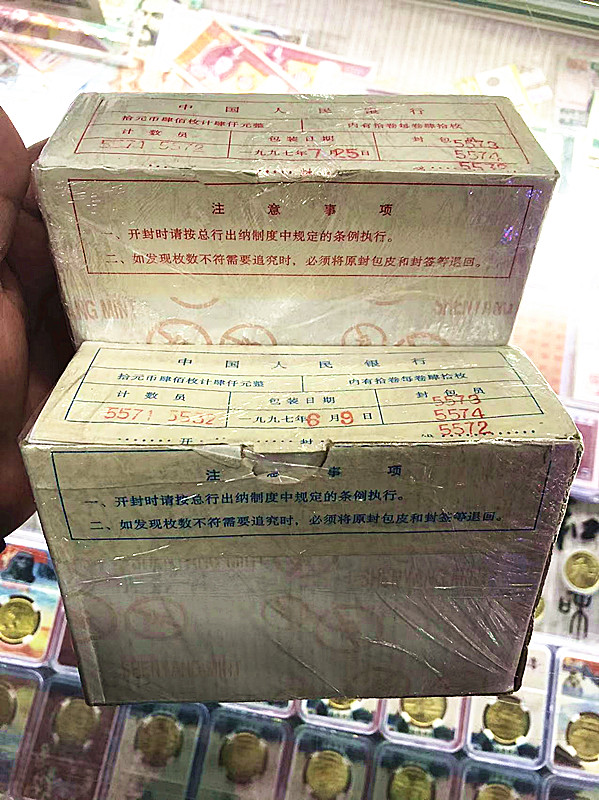 中国人民银行
拾元币肆佰枚计肆仟元整 内有拾卷每卷肆拾枚
计数员 包装日期 封包员
5571 5572 一九九七年7月25日 5573
5574
注意事项
一、开封时请按总行出纳制度中规定的条例执行。
二、如发现枚数不符需要追究时，必须将原封包皮和封签等退回。
中国人民银行
拾元币肆佰枚计肆仟元整 内有拾卷每卷肆拾枚
计数员 包装日期 封包员
5571 5532 一九九七年6月9日 5573
5574
5572
开 封
注意事项
一、开封时请按总行出纳制度中规定的条例执行。
二、如发现枚数不符需要追究时，必须将原封包皮和封签等退回。